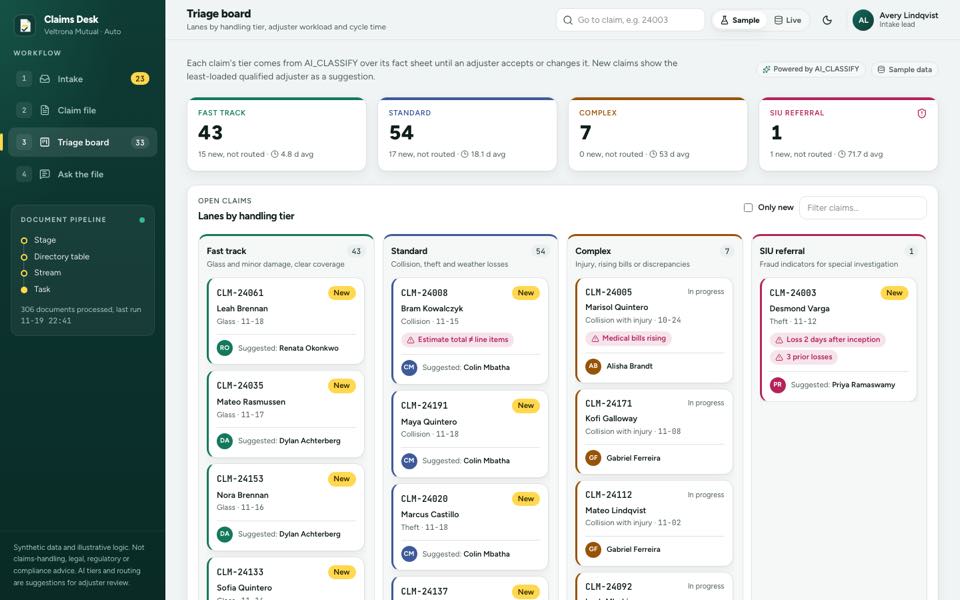 Claims Desk
Veltrona Mutual · Auto
WORKFLOW
1 Intake 23
2 Claim file
3 Triage board 33
4 Ask the file
DOCUMENT PIPELINE
Stage
Directory table
Stream
Task
306 documents processed, last run
11-19 22:41
Synthetic data and illustrative logic. Not
claims-handling, legal, regulatory or
compliance advice. AI tiers and routing
are suggestions for adjuster review.
Triage board
Lanes by handling tier, adjuster workload and cycle time
Go to claim, e.g. 24003
Sample
Live
AL
Avery Lindqvist
Intake lead
Each claim's tier comes from AI_CLASSIFY over its fact sheet until an adjuster accepts or changes it. New claims show the
least-loaded qualified adjuster as a suggestion.
Powered by AI_CLASSIFY
Sample data
FAST TRACK
43
15 new, not routed · 4.8 d avg
STANDARD
54
17 new, not routed · 18.1 d avg
COMPLEX
7
0 new, not routed · 53 d avg
SIU REFERRAL
1
1 new, not routed · 71.7 d avg
OPEN CLAIMS
Lanes by handling tier
Only new
Filter claims...
Fast track 43
Glass and minor damage, clear coverage
CLM-24061 New
Leah Brennan
Glass · 11-18
RO Suggested: Renata Okonkwo
CLM-24035 New
Mateo Rasmussen
Glass · 11-17
DA Suggested: Dylan Achterberg
CLM-24153 New
Nora Brennan
Glass · 11-16
DA Suggested: Dylan Achterberg
CLM-24133 New
Sofia Quintero
Standard 54
Collision, theft and weather losses
CLM-24008 New
Bram Kowalczyk
Collision · 11-15
Estimate total ≠ line items
CM Suggested: Colin Mbatha
CLM-24191 New
Maya Quintero
Collision · 11-18
CM Suggested: Colin Mbatha
CLM-24020 New
Marcus Castillo
Theft · 11-18
CM Suggested: Colin Mbatha
CLM-24137 New
Complex 7
Injury, rising bills or discrepancies
CLM-24005 In progress
Marisol Quintero
Collision with injury · 10-24
Medical bills rising
AB Alisha Brandt
CLM-24171 In progress
Kofi Galloway
Collision with injury · 11-08
GF Gabriel Ferreira
CLM-24112 In progress
Mateo Lindqvist
Collision with injury · 11-02
GF Gabriel Ferreira
CLM-24092 In progress
SIU referral 1
Fraud indicators for special investigation
CLM-24003 New
Desmond Varga
Theft · 11-12
Loss 2 days after inception
3 prior losses
PR Suggested: Priya Ramaswamy